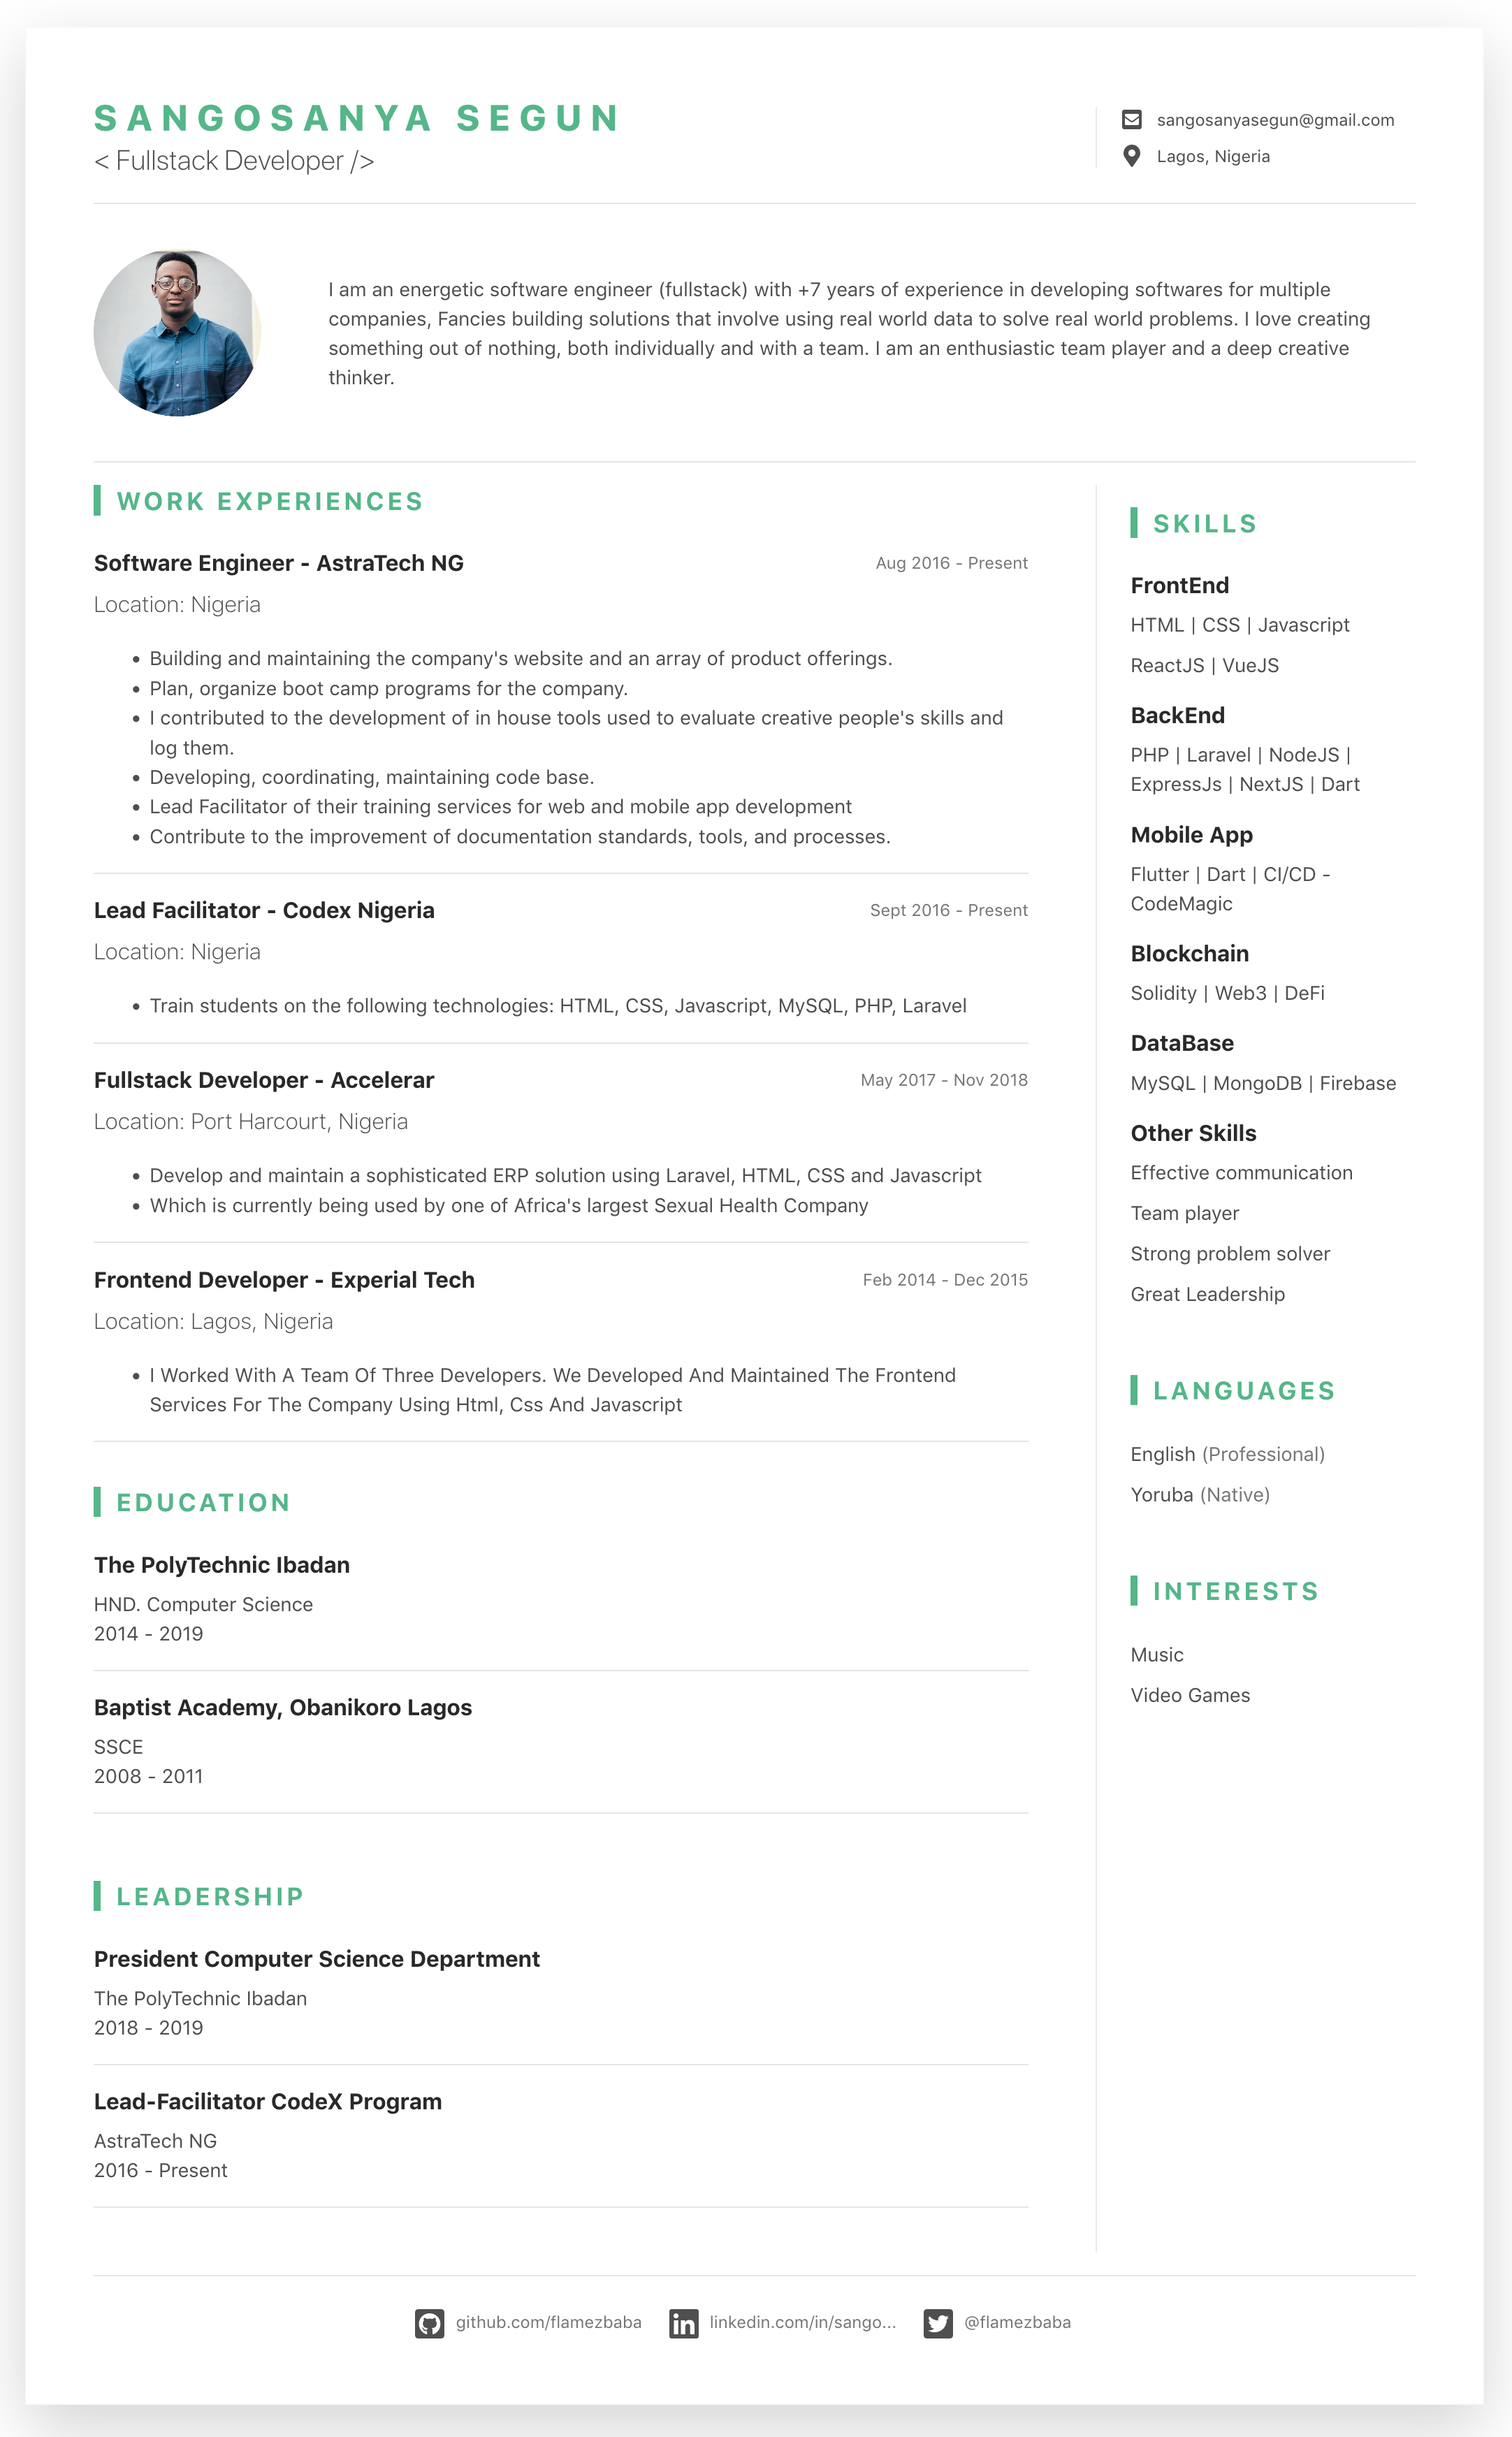 SANGOSANYA SEGUN
< Fullstack Developer />
sangosanyasegun@gmail.com
Lagos, Nigeria
I am an energetic software engineer (fullstack) with +7 years of experience in developing softwares for multiple
companies, Fancies building solutions that involve using real world data to solve real world problems. I love creating
something out of nothing, both individually and with a team. I am an enthusiastic team player and a deep creative
thinker.
WORK EXPERIENCES
Software Engineer - AstraTech NG
Aug 2016 - Present
Location: Nigeria
• Building and maintaining the company's website and an array of product offerings.
• Plan, organize boot camp programs for the company.
• I contributed to the development of in house tools used to evaluate creative people's skills and
log them.
• Developing, coordinating, maintaining code base.
• Lead Facilitator of their training services for web and mobile app development
• Contribute to the improvement of documentation standards, tools, and processes.
Lead Facilitator - Codex Nigeria
Sept 2016 - Present
Location: Nigeria
• Train students on the following technologies: HTML, CSS, Javascript, MySQL, PHP, Laravel
Fullstack Developer - Accelerar
May 2017 - Nov 2018
Location: Port Harcourt, Nigeria
• Develop and maintain a sophisticated ERP solution using Laravel, HTML, CSS and Javascript
• Which is currently being used by one of Africa's largest Sexual Health Company
Frontend Developer - Experial Tech
Feb 2014 - Dec 2015
Location: Lagos, Nigeria
• I Worked With A Team Of Three Developers. We Developed And Maintained The Frontend
Services For The Company Using Html, Css And Javascript
EDUCATION
The PolyTechnic Ibadan
HND. Computer Science
2014 - 2019
Baptist Academy, Obanikoro Lagos
SSCE
2008 - 2011
LEADERSHIP
President Computer Science Department
The PolyTechnic Ibadan
2018 - 2019
Lead-Facilitator CodeX Program
AstraTech NG
2016 - Present
SKILLS
FrontEnd
HTML | CSS | Javascript
ReactJS | VueJS
BackEnd
PHP | Laravel | NodeJS |
ExpressJs | NextJS | Dart
Mobile App
Flutter | Dart | CI/CD -
CodeMagic
Blockchain
Solidity | Web3 | DeFi
DataBase
MySQL | MongoDB | Firebase
Other Skills
Effective communication
Team player
Strong problem solver
Great Leadership
LANGUAGES
English (Professional)
Yoruba (Native)
INTERESTS
Music
Video Games
github.com/flamezbaba
linkedin.com/in/sango...
@flamezbaba